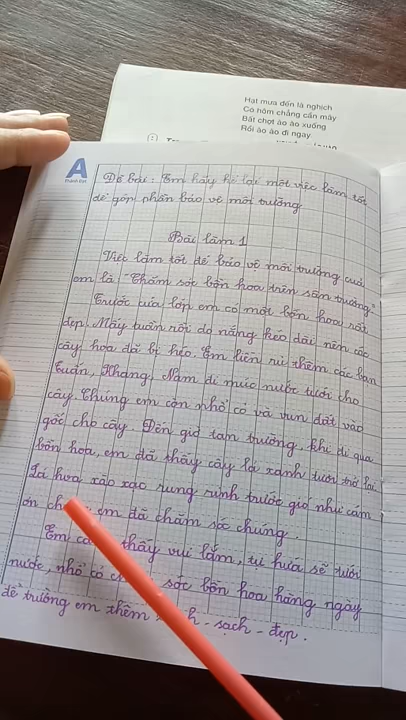 Hạt mưa đến là nghịch
Có hôm chẳng cần mây
Bất chợt ào ào xuống
Rồi ào ào đi ngay
A
Đề bài: Em hãy kể lại một việc làm tốt
để góp phần bảo vệ môi trường
Bài làm 1
Việc làm tốt để bảo vệ môi trường của
em là "Chăm sóc bồn hoa trên sân trường"
Trước cửa lớp em có một bồn hoa rất
đẹp. Mấy tuần rồi do nắng kéo dài nên các
cây hoa đã bị héo. Em liền rủ thêm các bạn
Tuấn, Khang, Nam đi múc nước tưới cho
cây. Chúng em còn nhổ cỏ và vun đất vào
gốc cho cây. Đến giờ tan trường, khi đi qua
bồn hoa, em đã thấy cây lá xanh tươi trở lại.
Lá hoa xào xạc rung rinh trước gió như cảm
ơn em đã chăm sóc chúng.
Em thấy vui lắm, tự hứa sẽ tưới
nước, nhổ cỏ sóc bồn hoa hàng ngày
để trường em thêm - sạch - đẹp.